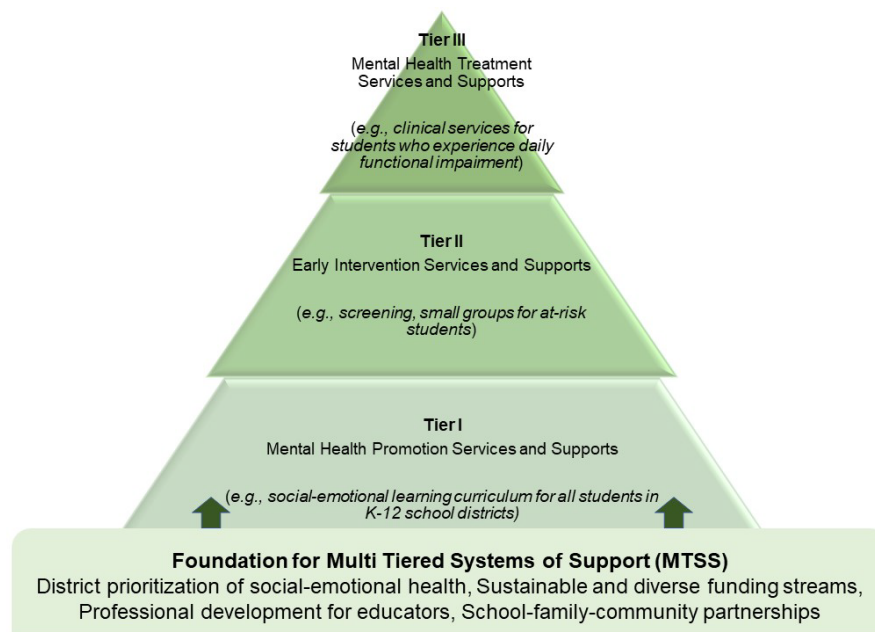 Tier III
Mental Health Treatment
Services and Supports
(e.g., clinical services for
students who experience daily
functional impairment)
Tier II
Early Intervention Services and Supports
(e.g., screening, small groups for at-risk
students)
Tier I
Mental Health Promotion Services and Supports
(e.g., social-emotional learning curriculum for all students in
K-12 school districts)
Foundation for Multi Tiered Systems of Support (MTSS)
District prioritization of social-emotional health, Sustainable and diverse funding streams,
Professional development for educators, School-family-community partnerships